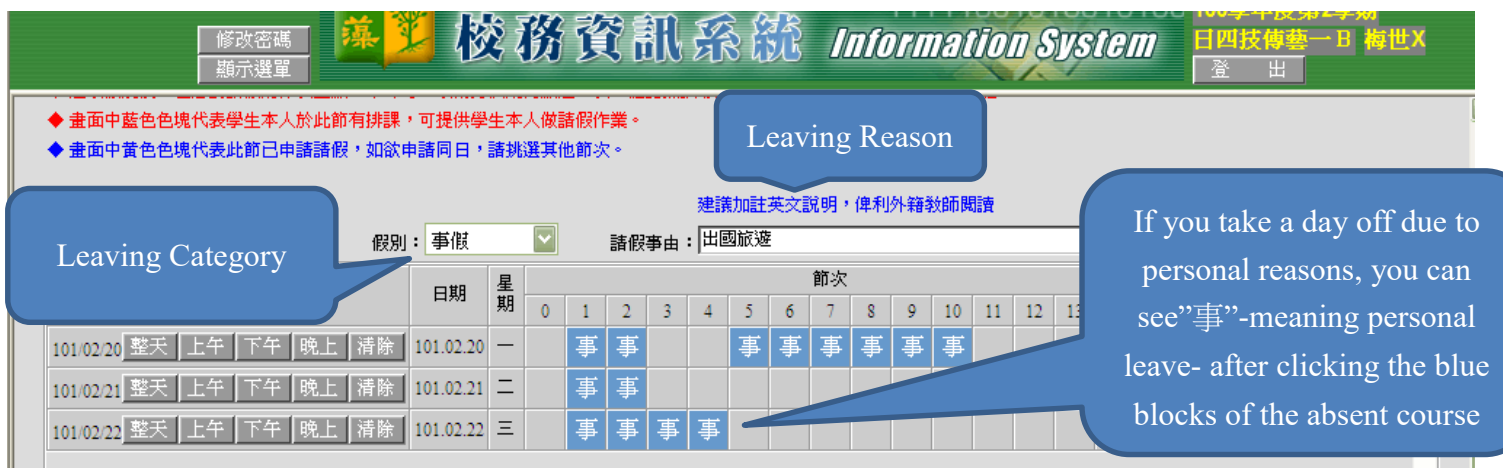 修改密碼
顯示選單
藻
校務資訊系統 Information System
100學年度第2學期
日四技傳藝一B 梅世X
登 出
◆ 畫面中藍色色塊代表學生本人於此節有排課，可提供學生本人做請假作業。
◆ 畫面中黃色色塊代表此節已申請請假，如欲申請同日，請挑選其他節次。
Leaving Reason
建議加註英文說明，俾利外籍教師閱讀
Leaving Category
假別：事假
請假事由：出國旅遊
If you take a day off due to
personal reasons, you can
see”事”-meaning personal
leave- after clicking the blue
blocks of the absent course
日期 星期 節次
0 1 2 3 4 5 6 7 8 9 10 11 12 13
101/02/20 整天 上午 下午 晚上 清除 101.02.20 一 事 事 事 事 事 事 事 事
101/02/21 整天 上午 下午 晚上 清除 101.02.21 二 事 事
101/02/22 整天 上午 下午 晚上 清除 101.02.22 三 事 事 事 事